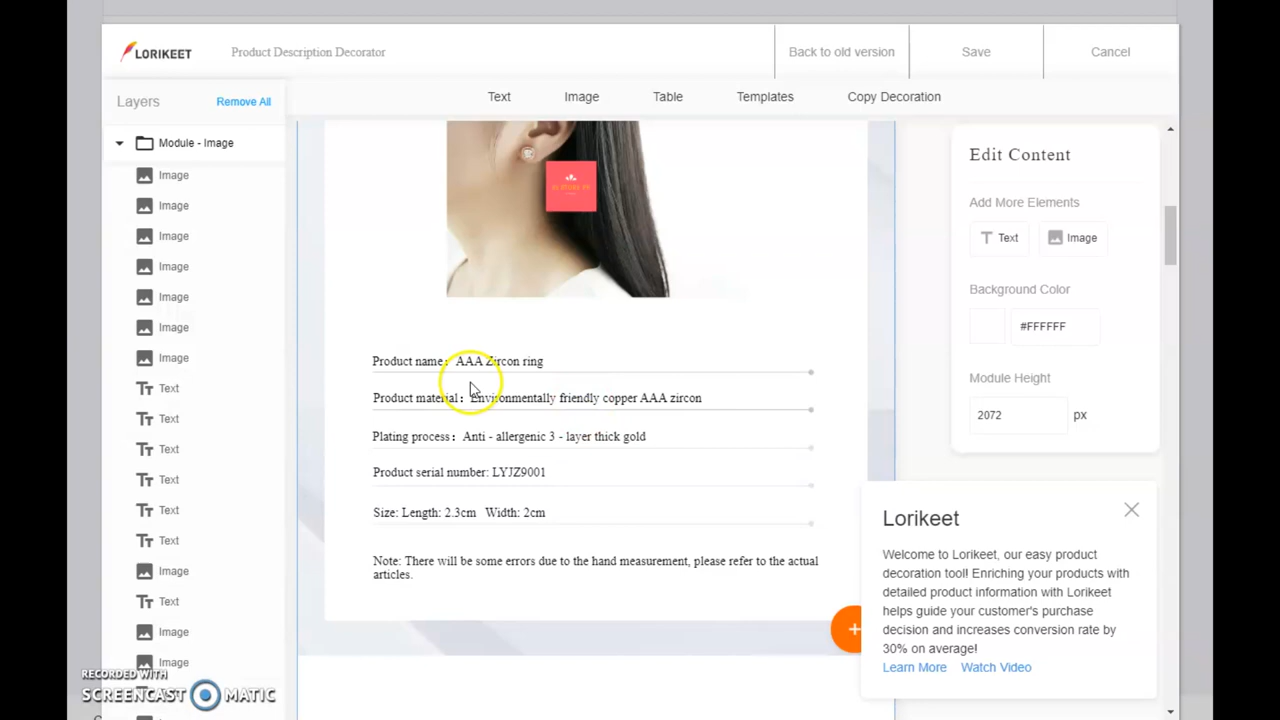 LORIKEET
Product Description Decorator
Back to old version
Save
Cancel
Layers
Remove All
Text
Image
Table
Templates
Copy Decoration
Module - Image
Image
Image
Image
Image
Image
Image
Image
Text
Text
Text
Text
Text
Text
Image
Text
Image
Image
Product name：AAA Zircon ring
Product material：Environmentally friendly copper AAA zircon
Plating process：Anti - allergenic 3 - layer thick gold
Product serial number: LYJZ9001
Size: Length: 2.3cm Width: 2cm
Note: There will be some errors due to the hand measurement, please refer to the actual
articles.
Edit Content
Add More Elements
Text
Image
Background Color
#FFFFFF
Module Height
2072
px
Lorikeet
Welcome to Lorikeet, our easy product
decoration tool! Enriching your products with
detailed product information with Lorikeet
helps guide your customer's purchase
decision and increases conversion rate by
30% on average!
Learn More
Watch Video
RECORDED WITH
SCREENCAST MATIC